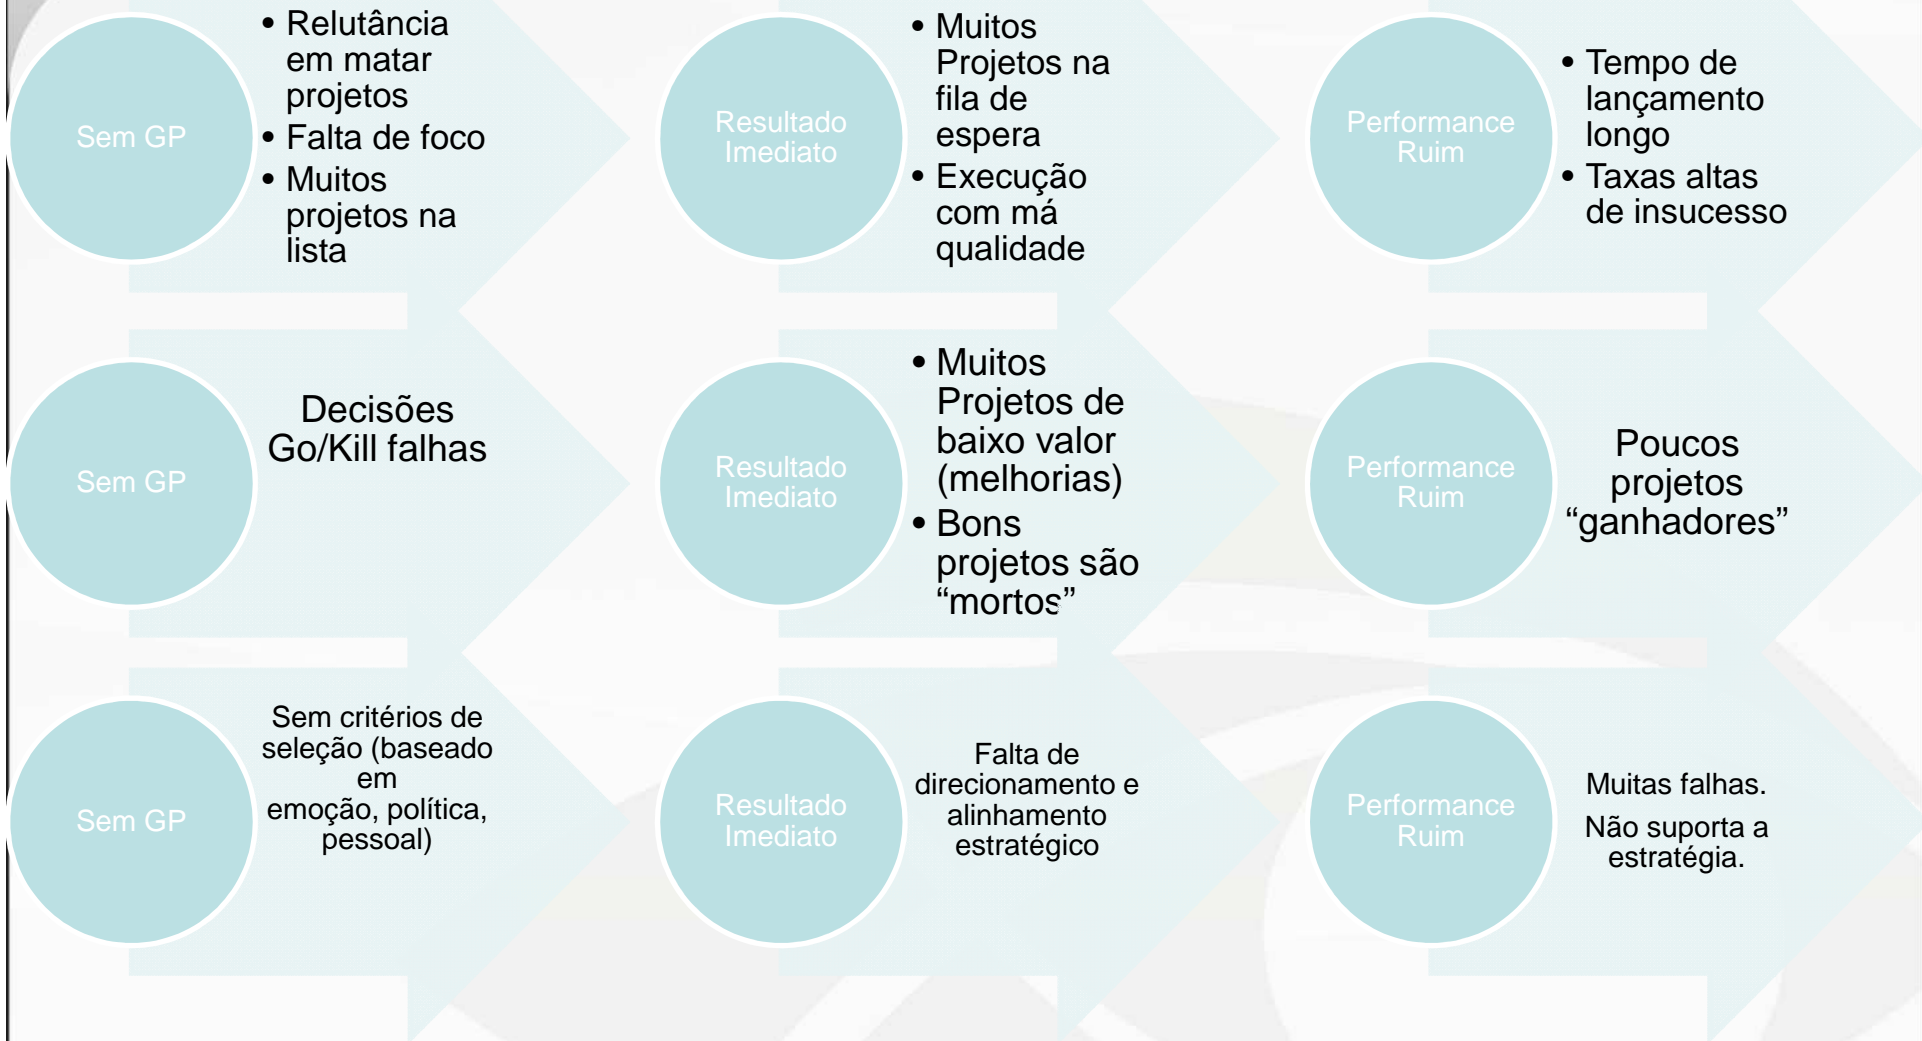 Sem GP
• Relutância
em matar
projetos
• Falta de foco
• Muitos
projetos na
lista
Resultado
Imediato
• Muitos
Projetos na
fila de
espera
• Execução
com má
qualidade
Performance
Ruim
• Tempo de
lançamento
longo
• Taxas altas
de insucesso
Sem GP
Decisões
Go/Kill falhas
Resultado
Imediato
• Muitos
Projetos de
baixo valor
(melhorias)
• Bons
projetos são
“mortos”
Performance
Ruim
Poucos
projetos
“ganhadores”
Sem GP
Sem critérios de
seleção (baseado
em
emoção, política,
pessoal)
Resultado
Imediato
Falta de
direcionamento e
alinhamento
estratégico
Performance
Ruim
Muitas falhas.
Não suporta a
estratégia.